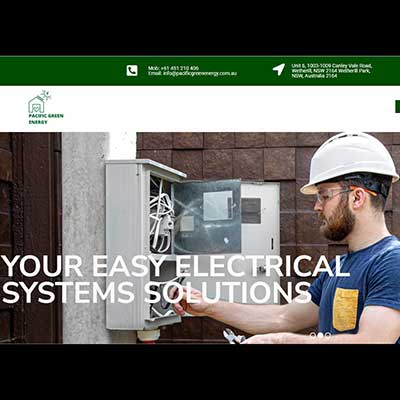 Mob: +61 451 210 406
Email: info@pacificgreenenergy.com.au
Unit 5, 1003-1009 Canley Vale Road,
Wetherill, NSW 2164 Wetherill Park,
NSW, Australia 2164
PACIFIC GREEN
ENERGY
YOUR EASY ELECTRICAL
SYSTEMS SOLUTIONS